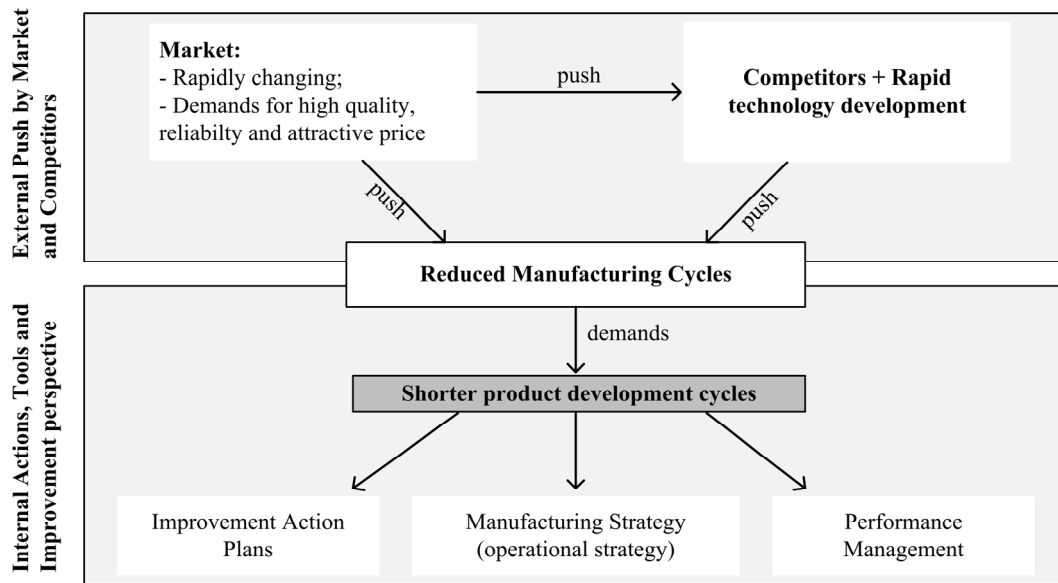 External Push by Market
and Competitors
Market:
- Rapidly changing;
- Demands for high quality,
reliabilty and attractive price
push
Competitors + Rapid
technology development
push
push
Reduced Manufacturing Cycles
Internal Actions, Tools and
Improvement perspective
demands
Shorter product development cycles
Improvement Action
Plans
Manufacturing Strategy
(operational strategy)
Performance
Management